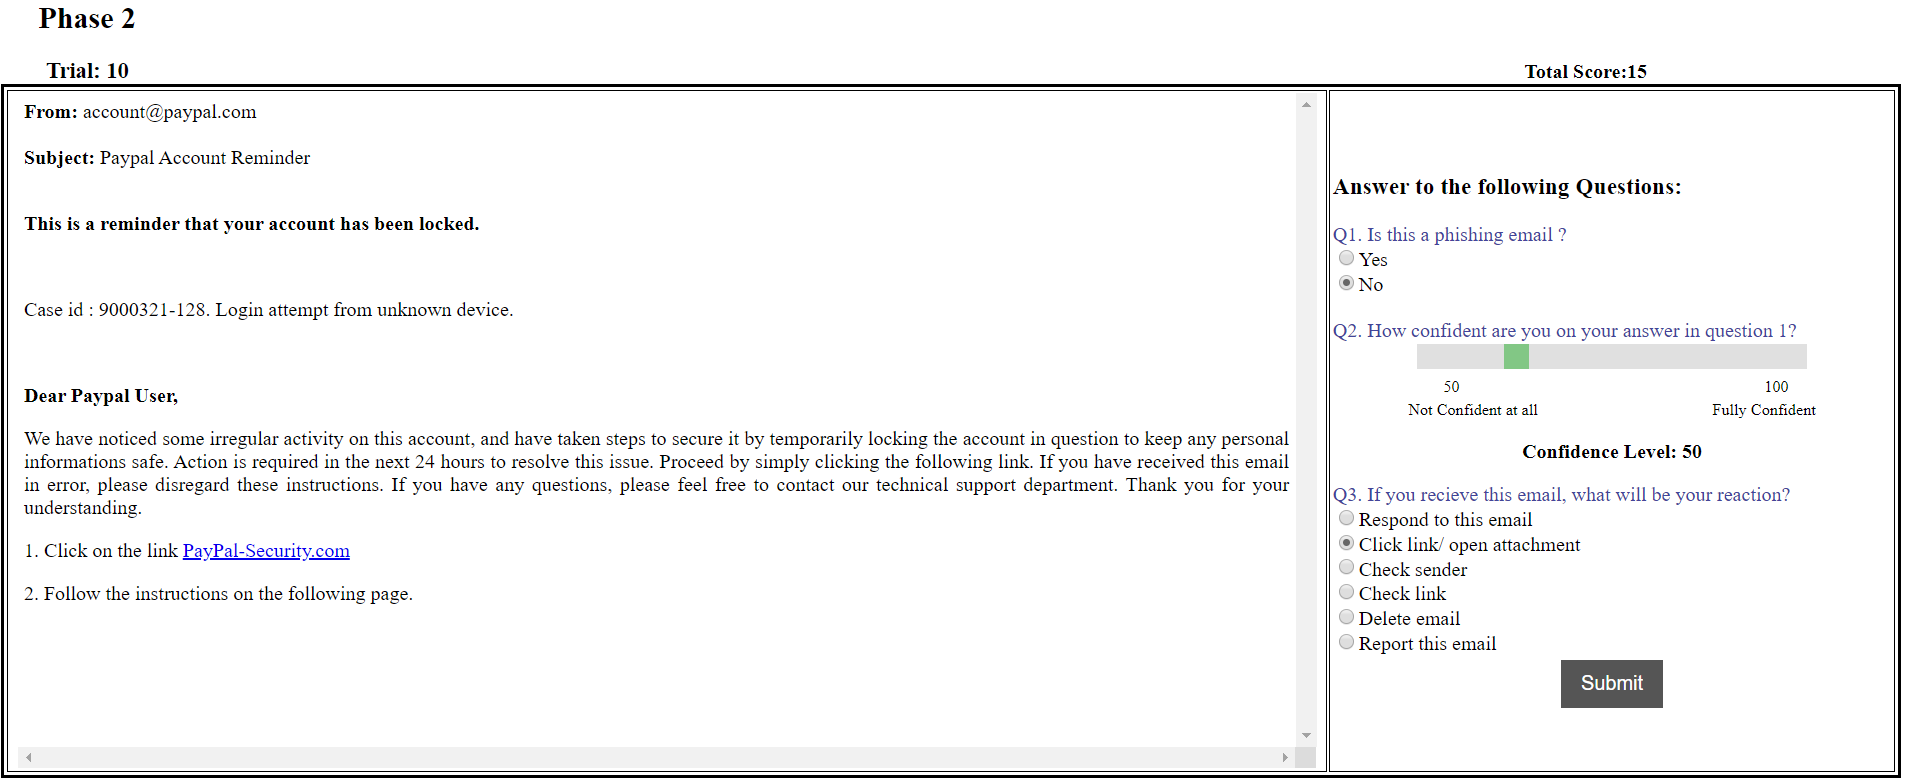 Phase 2
Trial: 10
Total Score:15
From: account@paypal.com
Subject: Paypal Account Reminder
This is a reminder that your account has been locked.
Case id : 9000321-128. Login attempt from unknown device.
Dear Paypal User,
We have noticed some irregular activity on this account, and have taken steps to secure it by temporarily locking the account in question to keep any personal
informations safe. Action is required in the next 24 hours to resolve this issue. Proceed by simply clicking the following link. If you have received this email
in error, please disregard these instructions. If you have any questions, please feel free to contact our technical support department. Thank you for your
understanding.
1. Click on the link PayPal-Security.com
2. Follow the instructions on the following page.
Answer to the following Questions:
Q1. Is this a phishing email ?
Yes
No
Q2. How confident are you on your answer in question 1?
50 100
Not Confident at all Fully Confident
Confidence Level: 50
Q3. If you recieve this email, what will be your reaction?
Respond to this email
Click link/ open attachment
Check sender
Check link
Delete email
Report this email
Submit